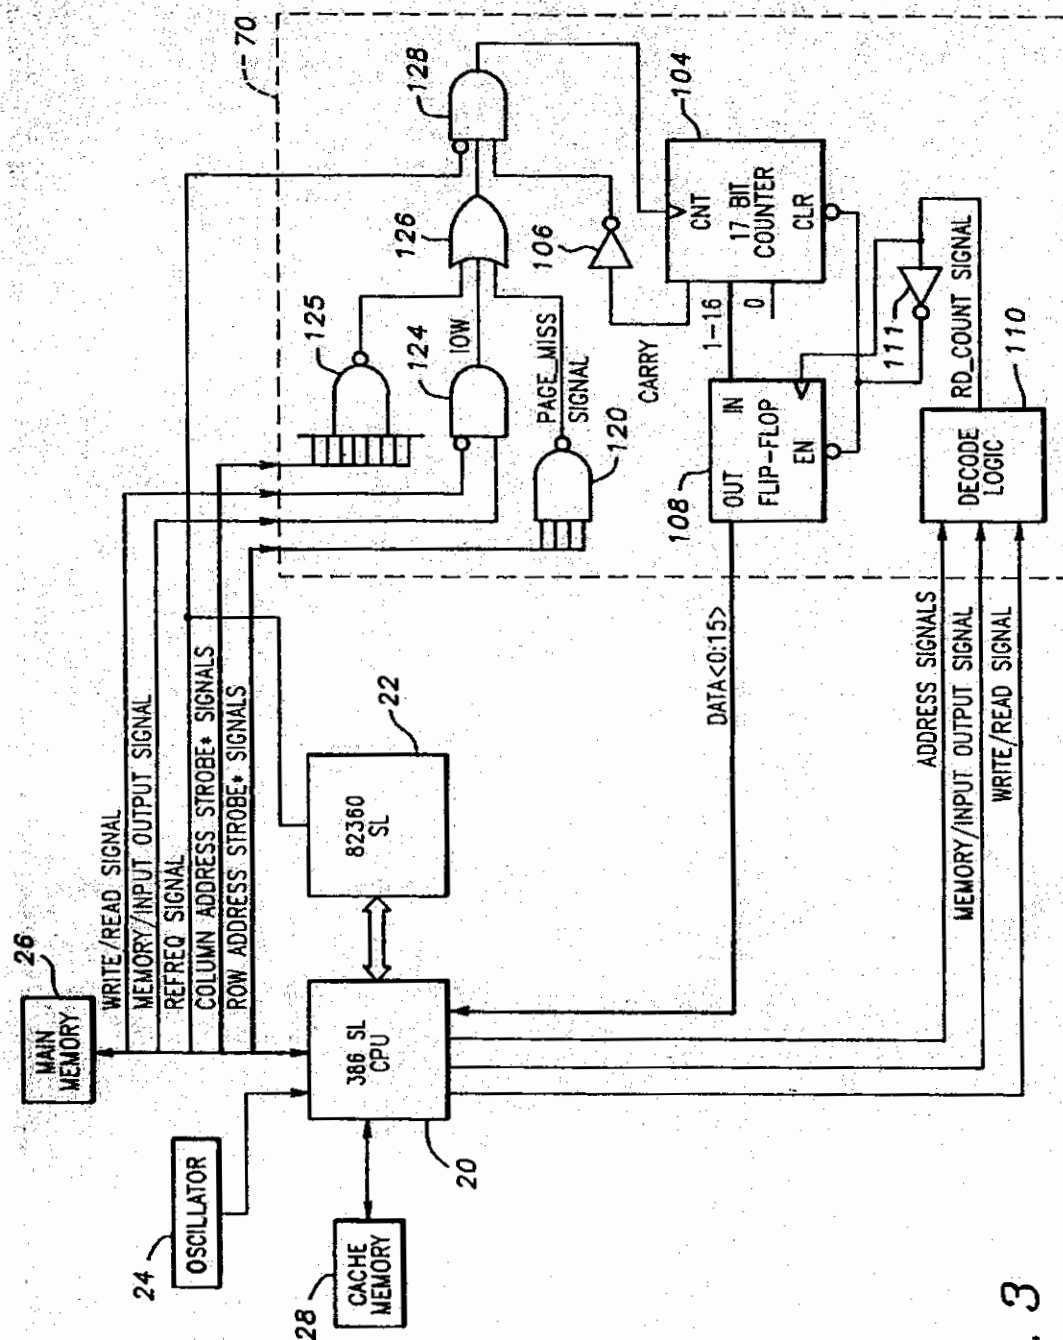 70
128
126
125
124
IOW
PAGE_MISS
SIGNAL
120
106
CARRY
104
CNT
17 BIT
COUNTER
CLR
1-16
0
108
OUT IN
FLIP-FLOP
EN
111
RD_COUNT SIGNAL
110
DECODE
LOGIC
26
MAIN
MEMORY
WRITE/READ SIGNAL
MEMORY/INPUT OUTPUT SIGNAL
REFREQ SIGNAL
COLUMN ADDRESS STROBE* SIGNALS
ROW ADDRESS STROBE* SIGNALS
22
82360
SL
DATA<0:15>
ADDRESS SIGNALS
MEMORY/INPUT OUTPUT SIGNAL
WRITE/READ SIGNAL
24
OSCILLATOR
386 SL
CPU
20
28
CACHE
MEMORY
. 3